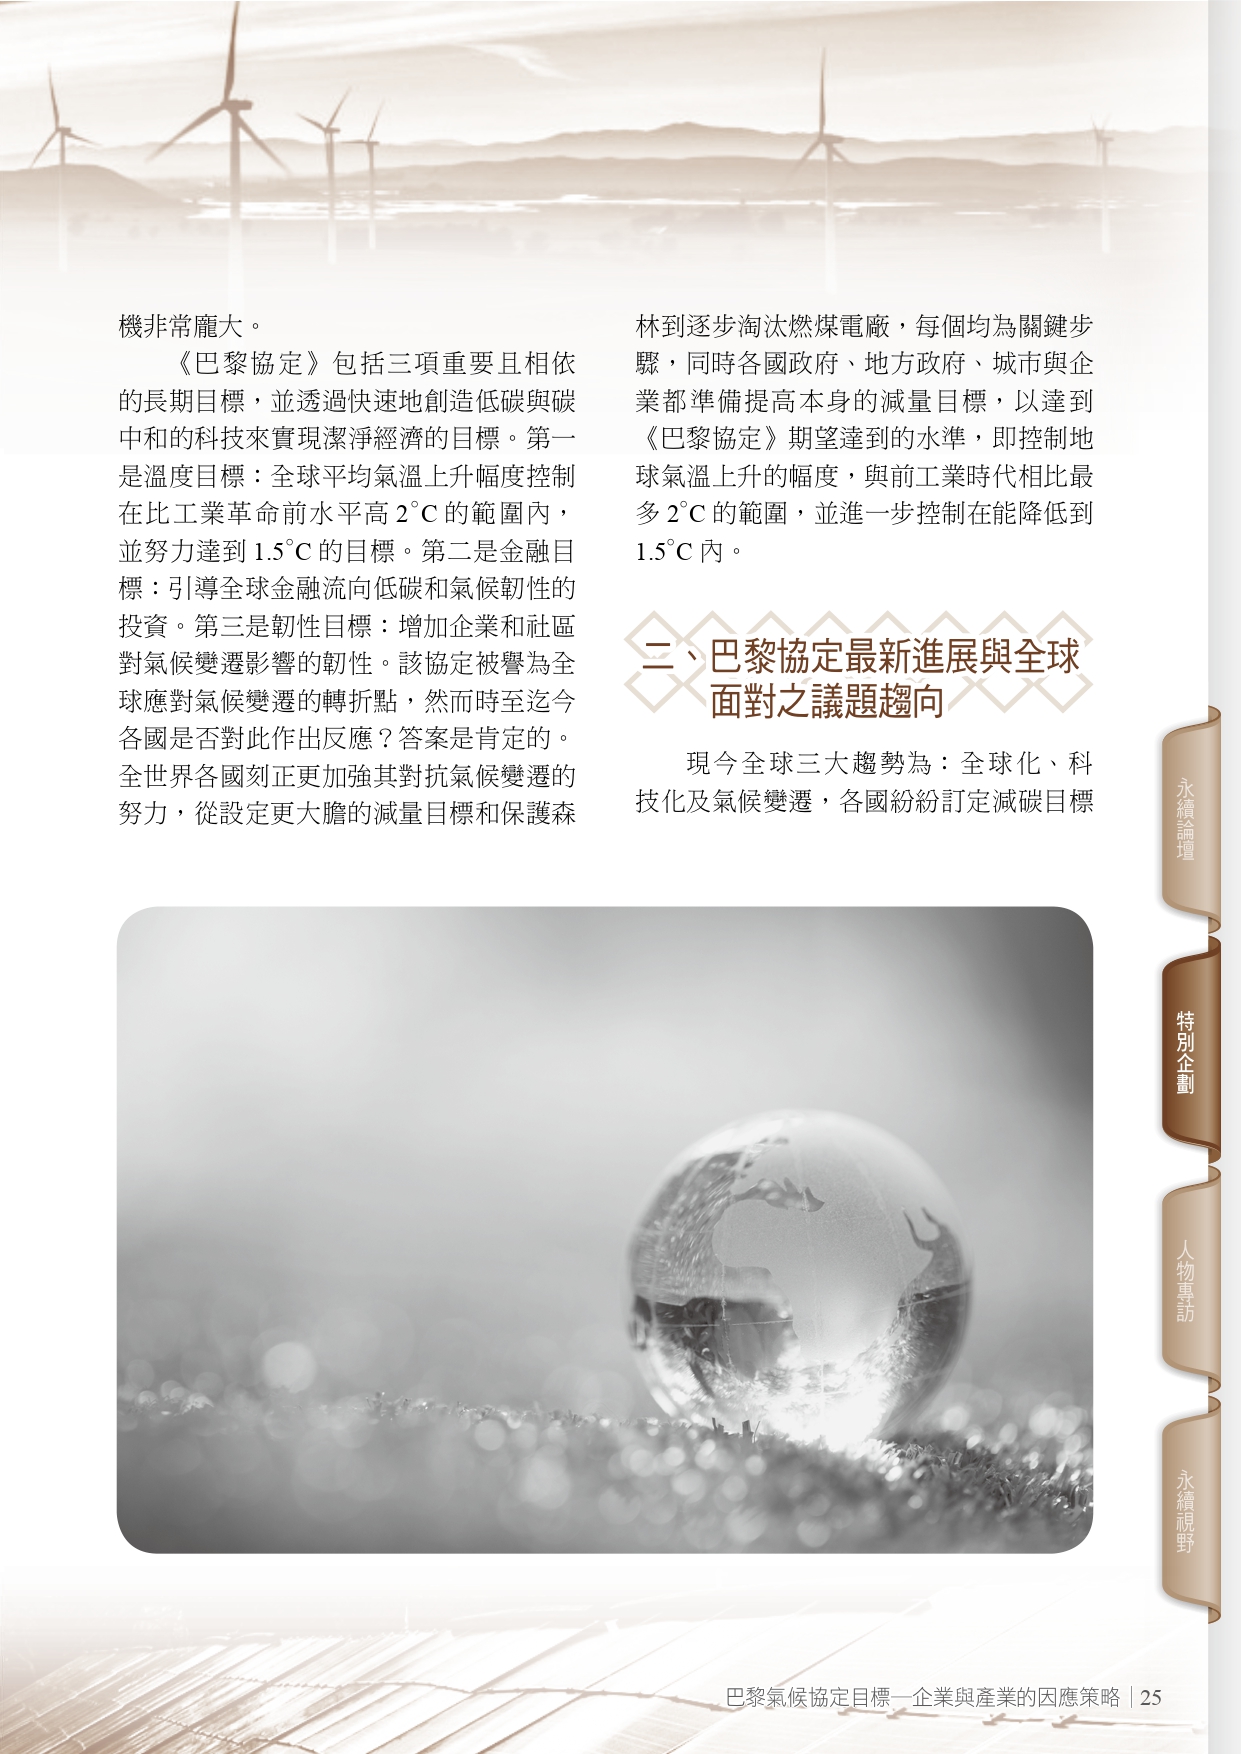 機非常龐大。
《巴黎協定》包括三項重要且相依
的長期目標，並透過快速地創造低碳與碳
中和的科技來實現潔淨經濟的目標。第一
是溫度目標：全球平均氣溫上升幅度控制
在比工業革命前水平高 2°C 的範圍內，
並努力達到 1.5°C 的目標。第二是金融目
標：引導全球金融流向低碳和氣候韌性的
投資。第三是韌性目標：增加企業和社區
對氣候變遷影響的韌性。該協定被譽為全
球應對氣候變遷的轉折點，然而時至迄今
各國是否對此作出反應？答案是肯定的。
全世界各國刻正更加強其對抗氣候變遷的
努力，從設定更大膽的減量目標和保護森
林到逐步淘汰燃煤電廠，每個均為關鍵步
驟，同時各國政府、地方政府、城市與企
業都準備提高本身的減量目標，以達到
《巴黎協定》期望達到的水準，即控制地
球氣溫上升的幅度，與前工業時代相比最
多 2°C 的範圍，並進一步控制在能降低到
1.5°C 內。
二、巴黎協定最新進展與全球
面對之議題趨向
現今全球三大趨勢為：全球化、科
技化及氣候變遷，各國紛紛訂定減碳目標
永續論壇
特別企劃
人物專訪
永續視野
巴黎氣候協定目標—企業與產業的因應策略│25